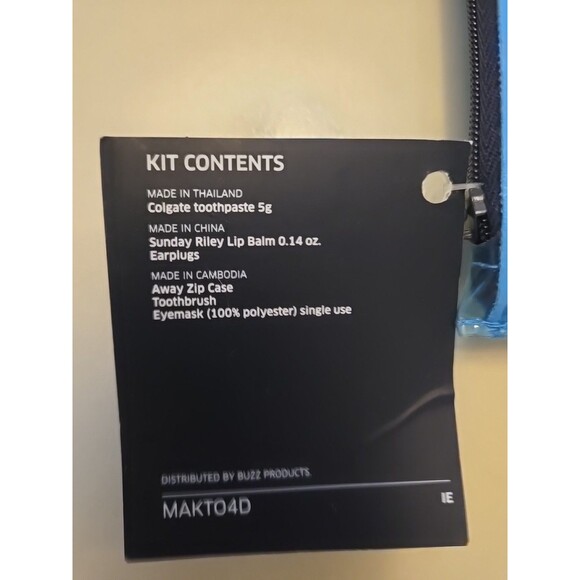 KIT CONTENTS
MADE IN THAILAND
Colgate toothpaste 5g
MADE IN CHINA
Sunday Riley Lip Balm 0.14 oz.
Earplugs
MADE IN CAMBODIA
Away Zip Case
Toothbrush
Eyemask (100% polyester) single use
DISTRIBUTED BY BUZZ PRODUCTS.
MAKTO4D
IE